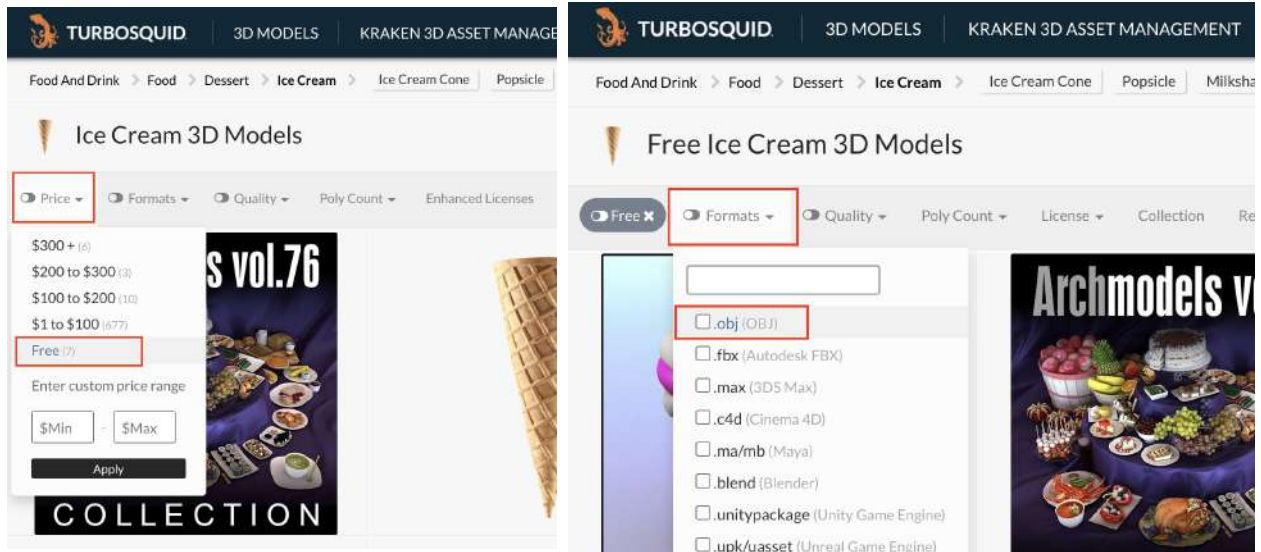 TURBOSQUID. 3D MODELS KRAKEN 3D ASSET MANAGE
Food And Drink > Food > Dessert > Ice Cream > Ice Cream Cone Popsicle
Ice Cream 3D Models
Price Formats Quality Poly Count Enhanced Licenses
$300 + (6)
$200 to $300 (3)
$100 to $200 (10)
$1 to $100 (677)
Free (7)
Enter custom price range
$Min - $Max
Apply
s vol.76
COLLECTION
TURBOSQUID. 3D MODELS KRAKEN 3D ASSET MANAGEMENT
Food And Drink > Food > Dessert > Ice Cream > Ice Cream Cone Popsicle Milksha
Free Ice Cream 3D Models
Free × Formats Quality Poly Count License Collection Re
.obj (OBJ)
.fbx (Autodesk FBX)
.max (3DS Max)
.c4d (Cinema 4D)
.ma/mb (Maya)
.blend (Blender)
.unitypackage (Unity Game Engine)
.upk/uasset (Unreal Game Engine)
Archmodels v